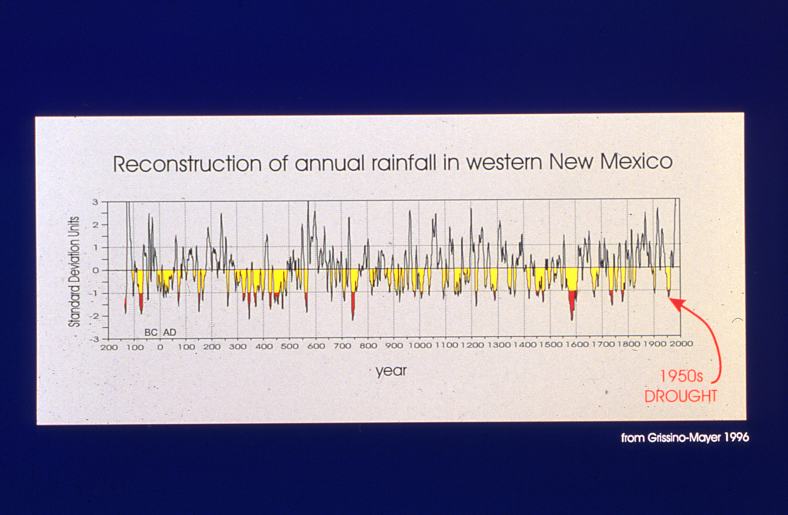 Reconstruction of annual rainfall in western New Mexico
Standard Deviation Units
3
2
1
0
-1
-2
-3
BC AD
200 100 0 100 200 300 400 500 600 700 800 900 1000 1100 1200 1300 1400 1500 1600 1700 1800 1900 2000
year
1950s
DROUGHT
from Grissino-Mayer 1996